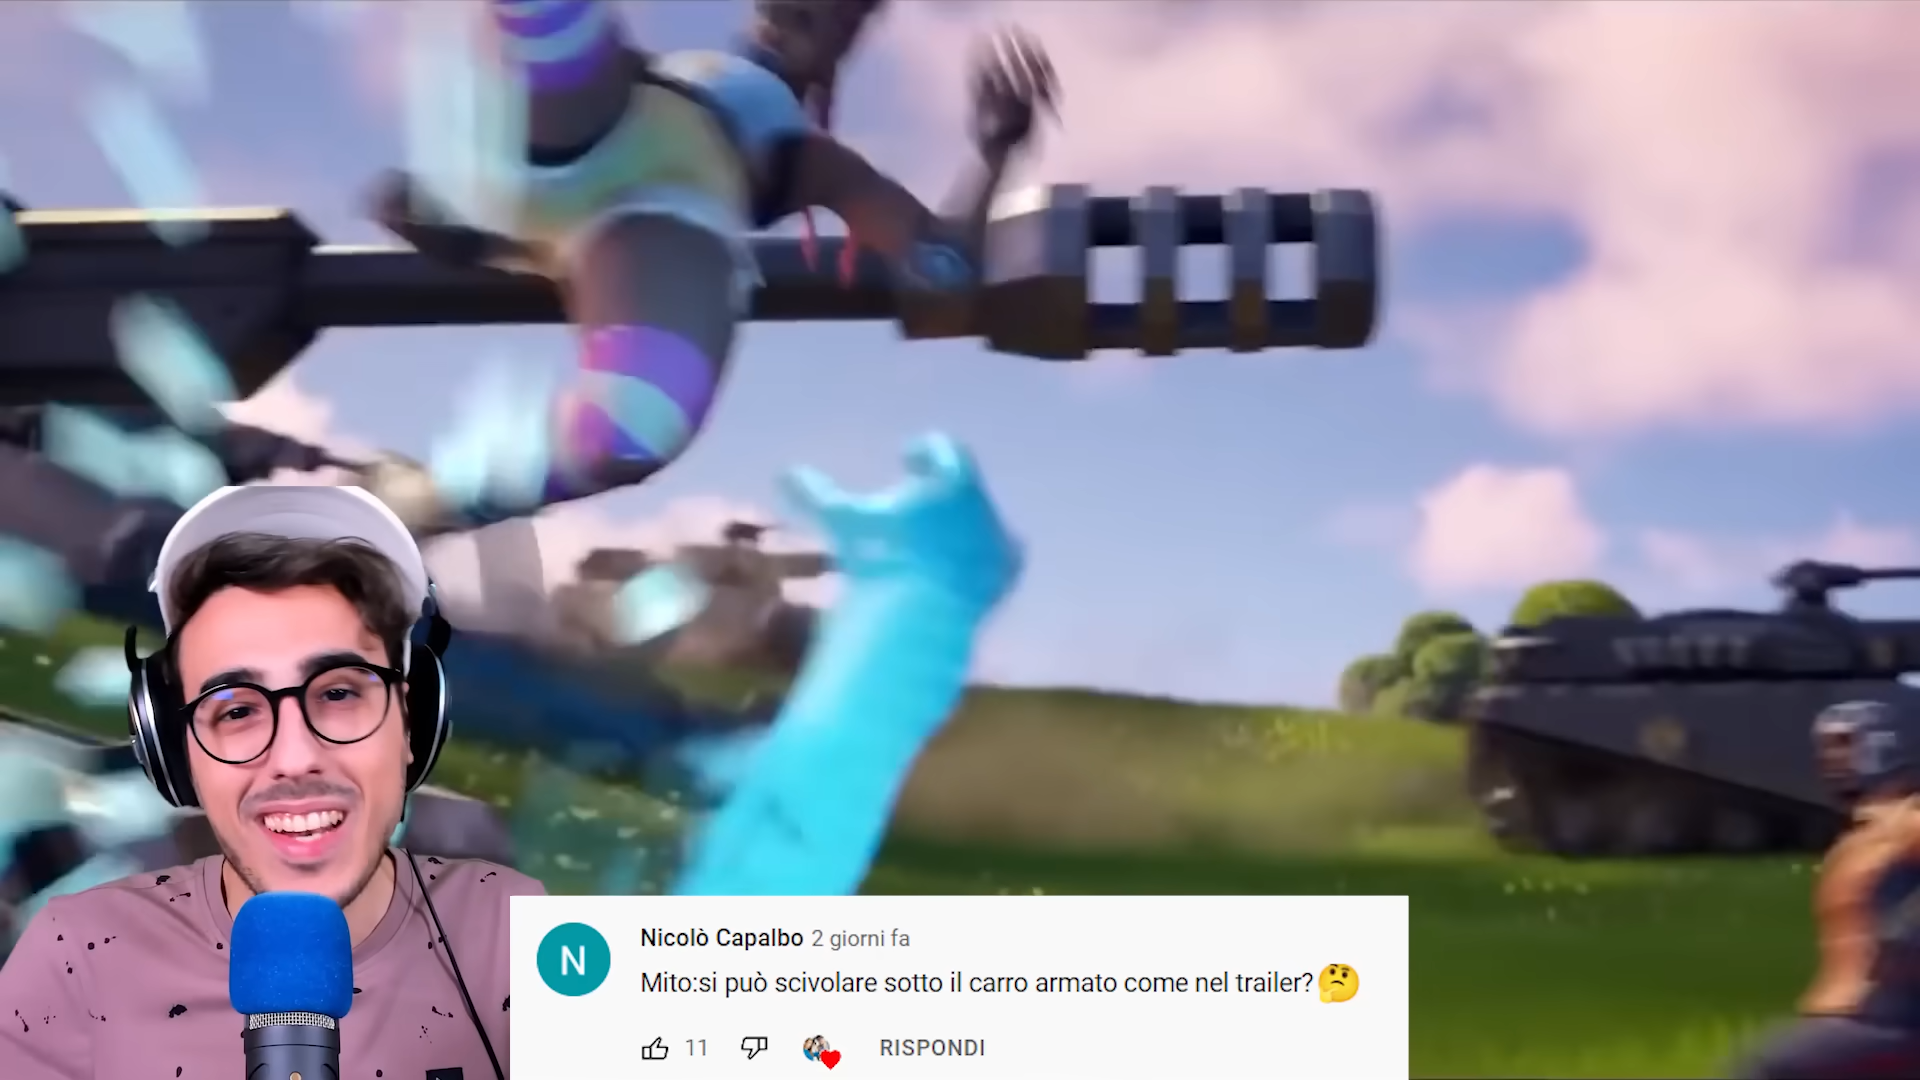 N
Nicolò Capalbo 2 giorni fa
Mito:si può scivolare sotto il carro armato come nel trailer?🤔
11
RISPONDI